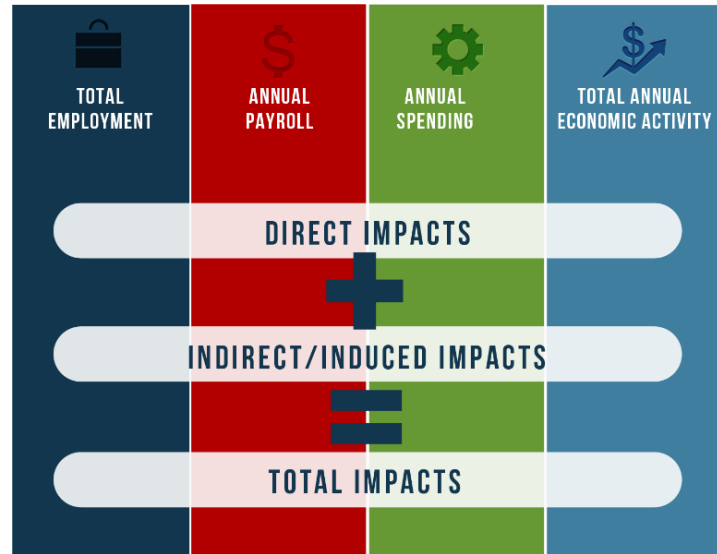 TOTAL
EMPLOYMENT
ANNUAL
PAYROLL
ANNUAL
SPENDING
TOTAL ANNUAL
ECONOMIC ACTIVITY
DIRECT IMPACTS
+
INDIRECT/INDUCED IMPACTS
=
TOTAL IMPACTS